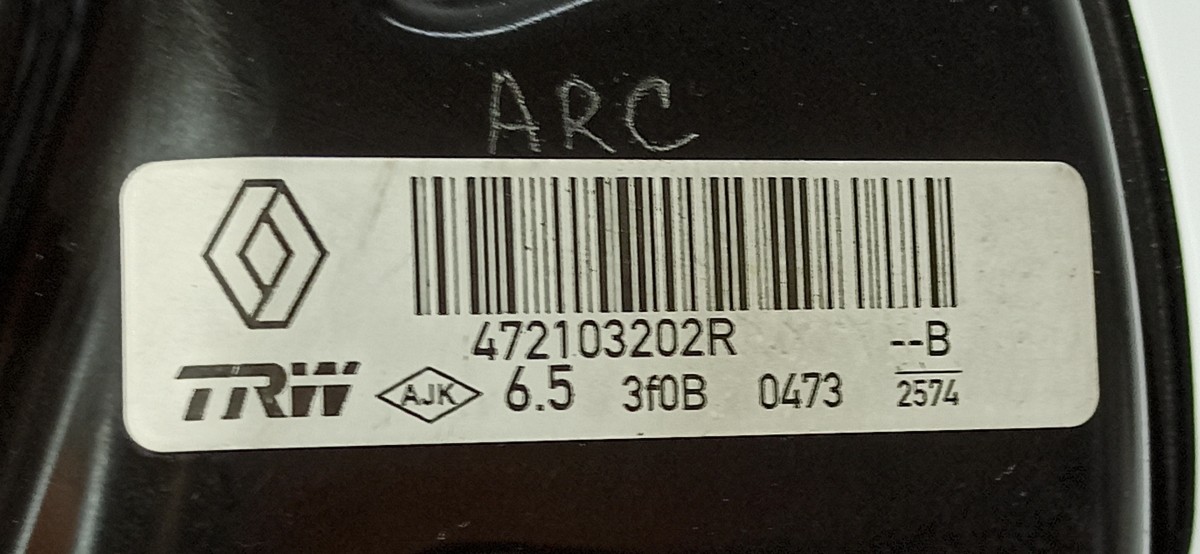 ARC
472103202R --B
TRW AJK 6.5 3f0B 0473 2574